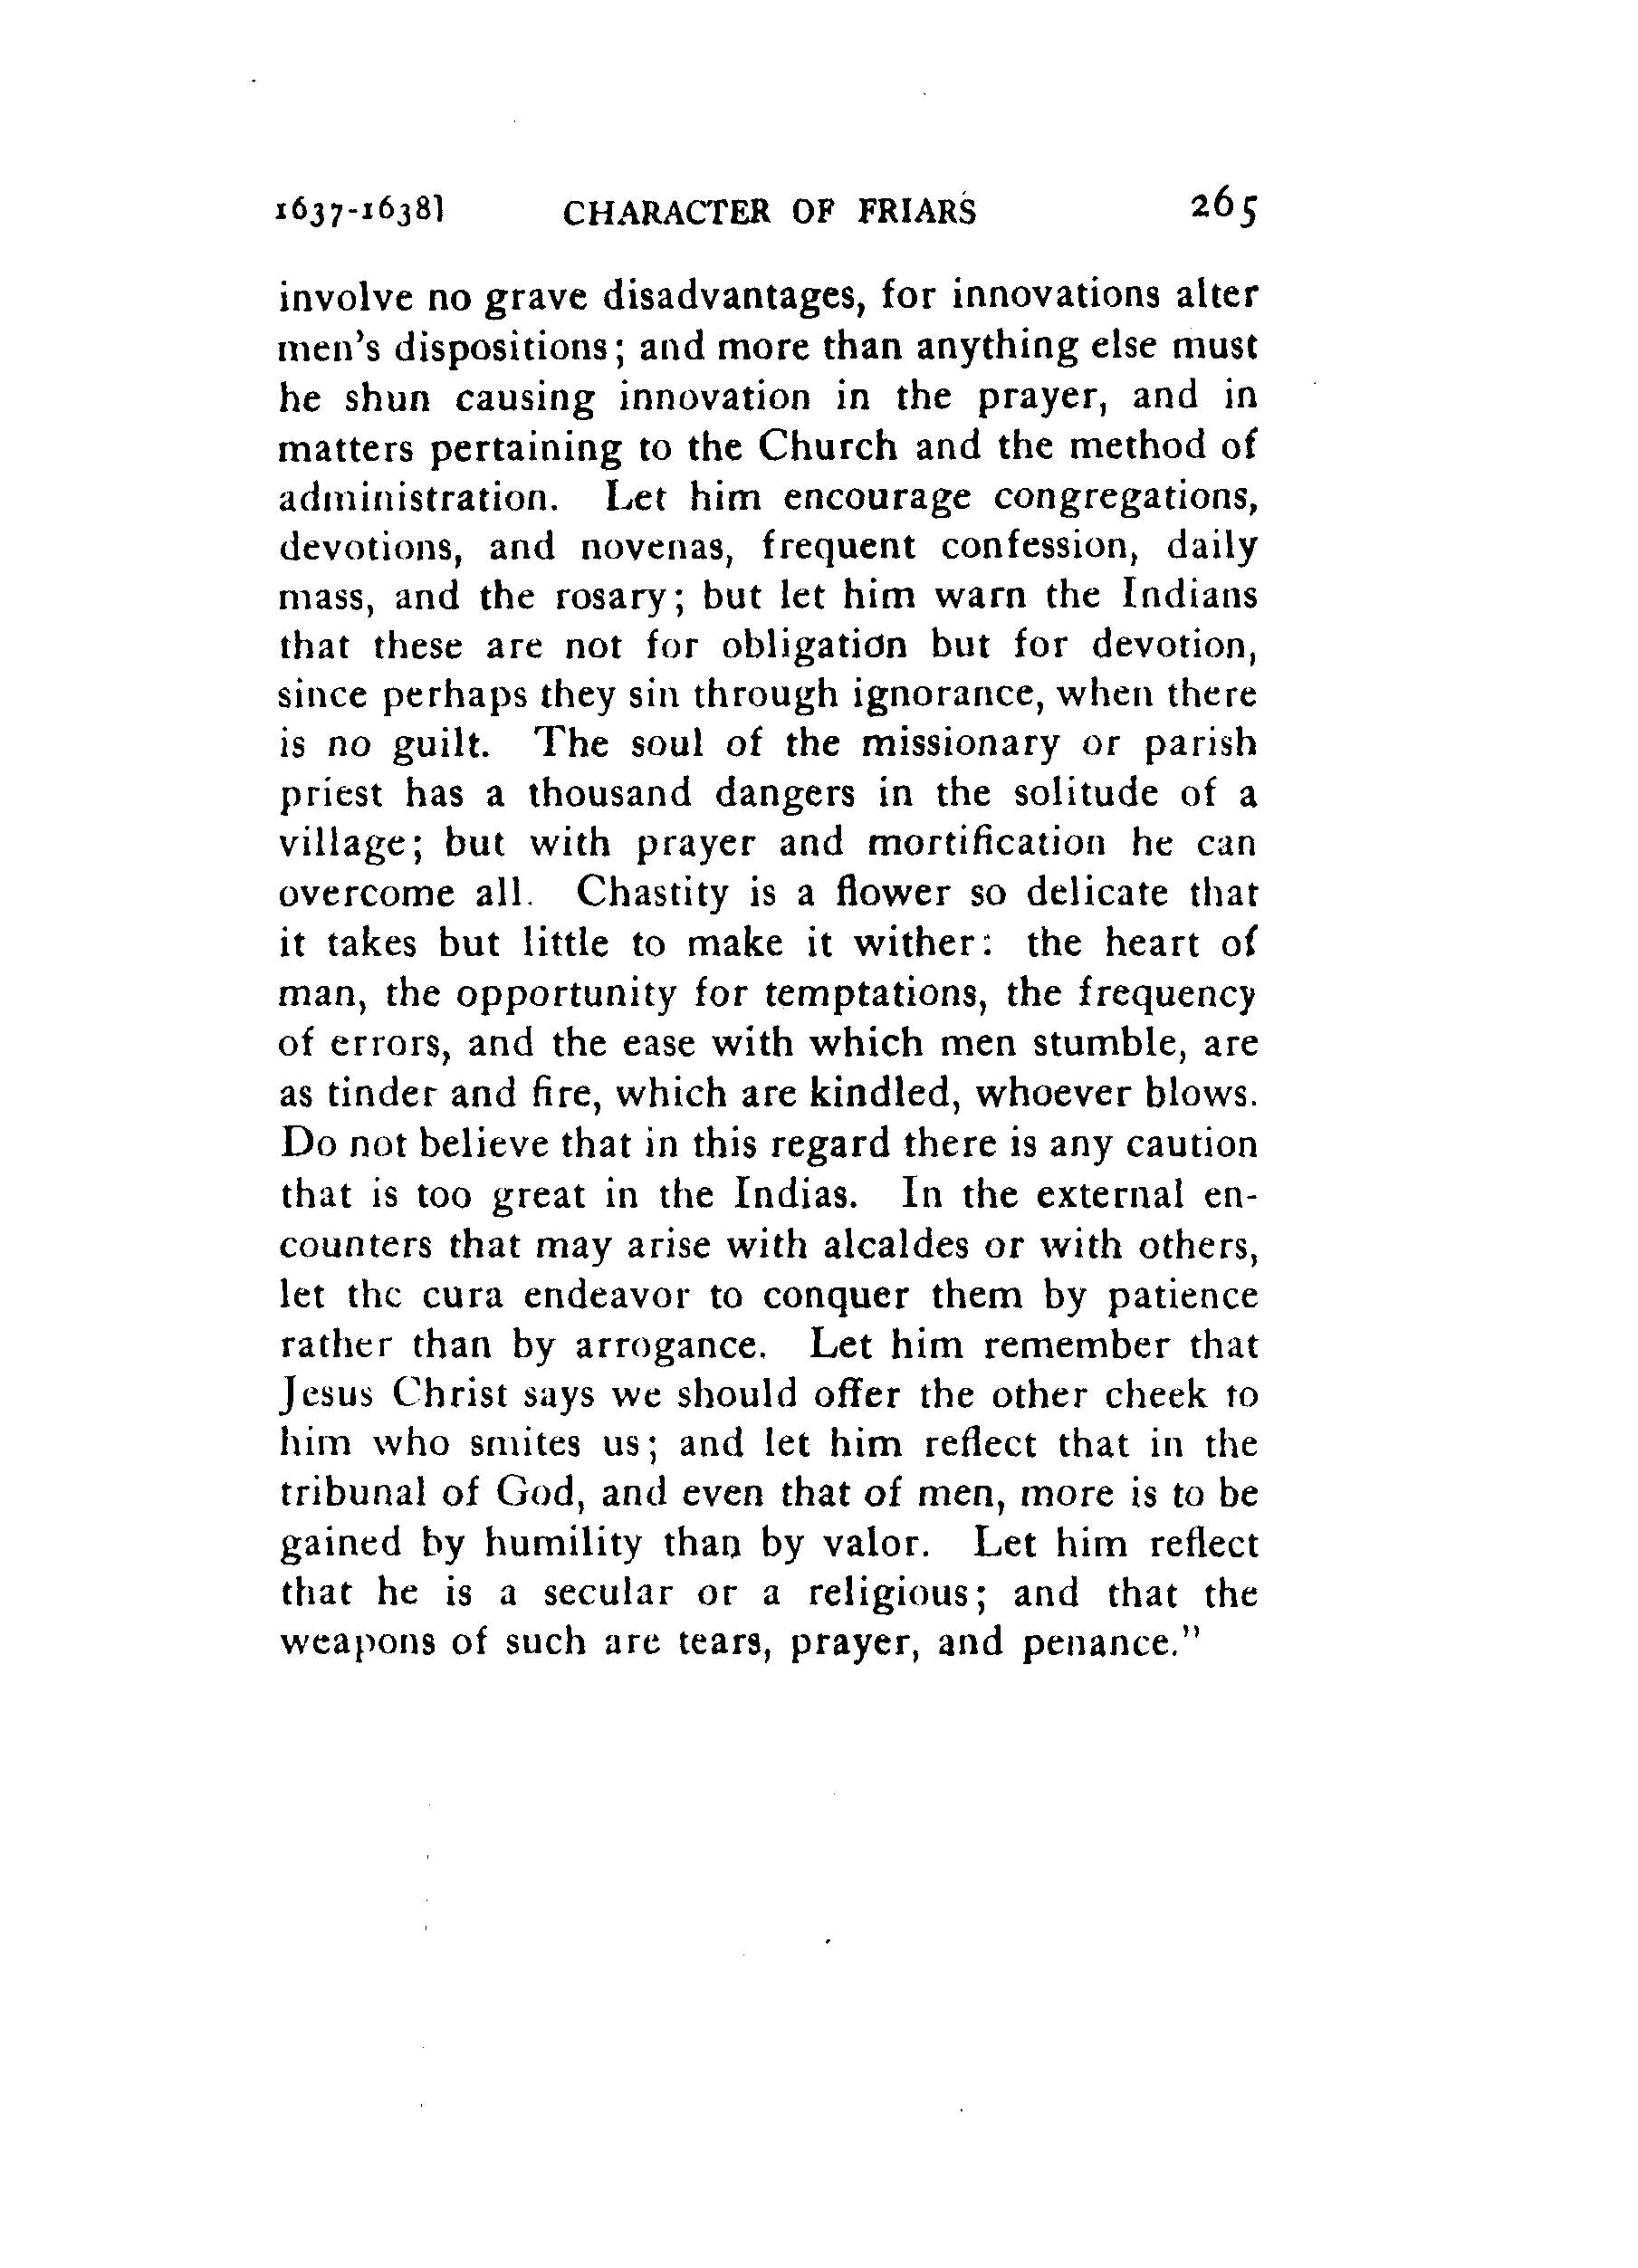 1637-1638] CHARACTER OF FRIARS 265
involve no grave disadvantages, for innovations alter
men's dispositions; and more than anything else must
he shun causing innovation in the prayer, and in
matters pertaining to the Church and the method of
administration. Let him encourage congregations,
devotions, and novenas, frequent confession, daily
mass, and the rosary; but let him warn the Indians
that these are not for obligation but for devotion,
since perhaps they sin through ignorance, when there
is no guilt. The soul of the missionary or parish
priest has a thousand dangers in the solitude of a
village; but with prayer and mortification he can
overcome all. Chastity is a flower so delicate that
it takes but little to make it wither: the heart of
man, the opportunity for temptations, the frequency
of errors, and the ease with which men stumble, are
as tinder and fire, which are kindled, whoever blows.
Do not believe that in this regard there is any caution
that is too great in the Indias. In the external en-
counters that may arise with alcaldes or with others,
let the cura endeavor to conquer them by patience
rather than by arrogance. Let him remember that
Jesus Christ says we should offer the other cheek to
him who smites us; and let him reflect that in the
tribunal of God, and even that of men, more is to be
gained by humility than by valor. Let him reflect
that he is a secular or a religious; and that the
weapons of such are tears, prayer, and penance."